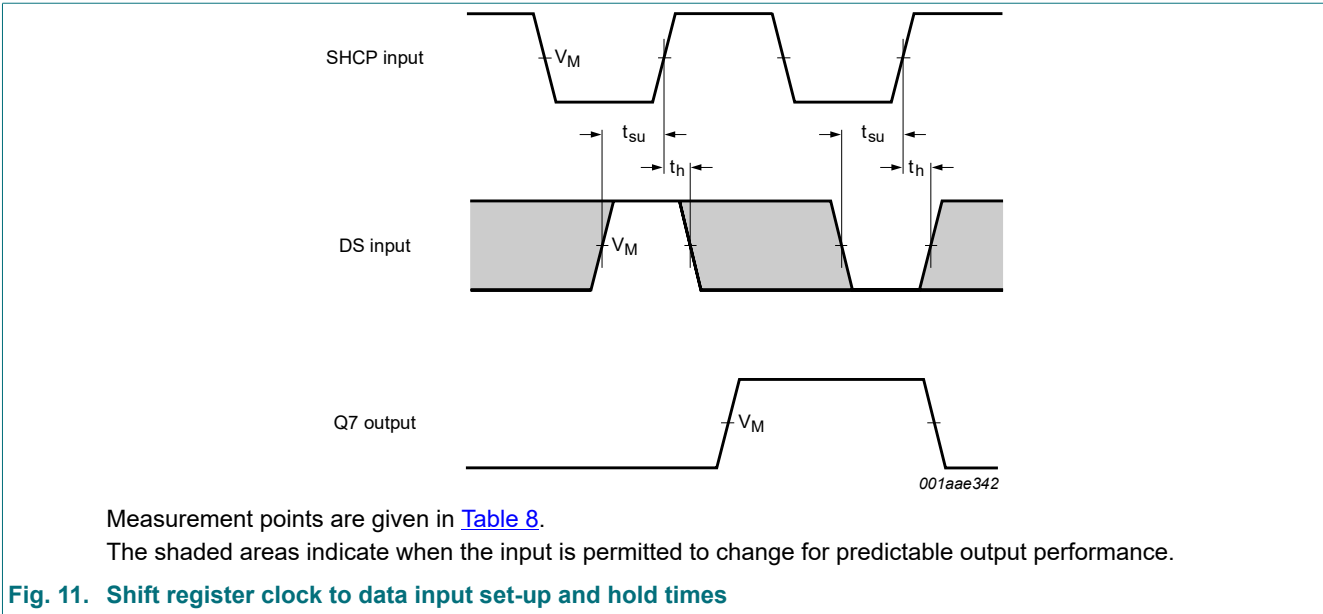 SHCP input
VM
tsu
tsu
th
th
DS input
VM
Q7 output
VM
001aae342
Measurement points are given in Table 8.
The shaded areas indicate when the input is permitted to change for predictable output performance.
Fig. 11. Shift register clock to data input set-up and hold times